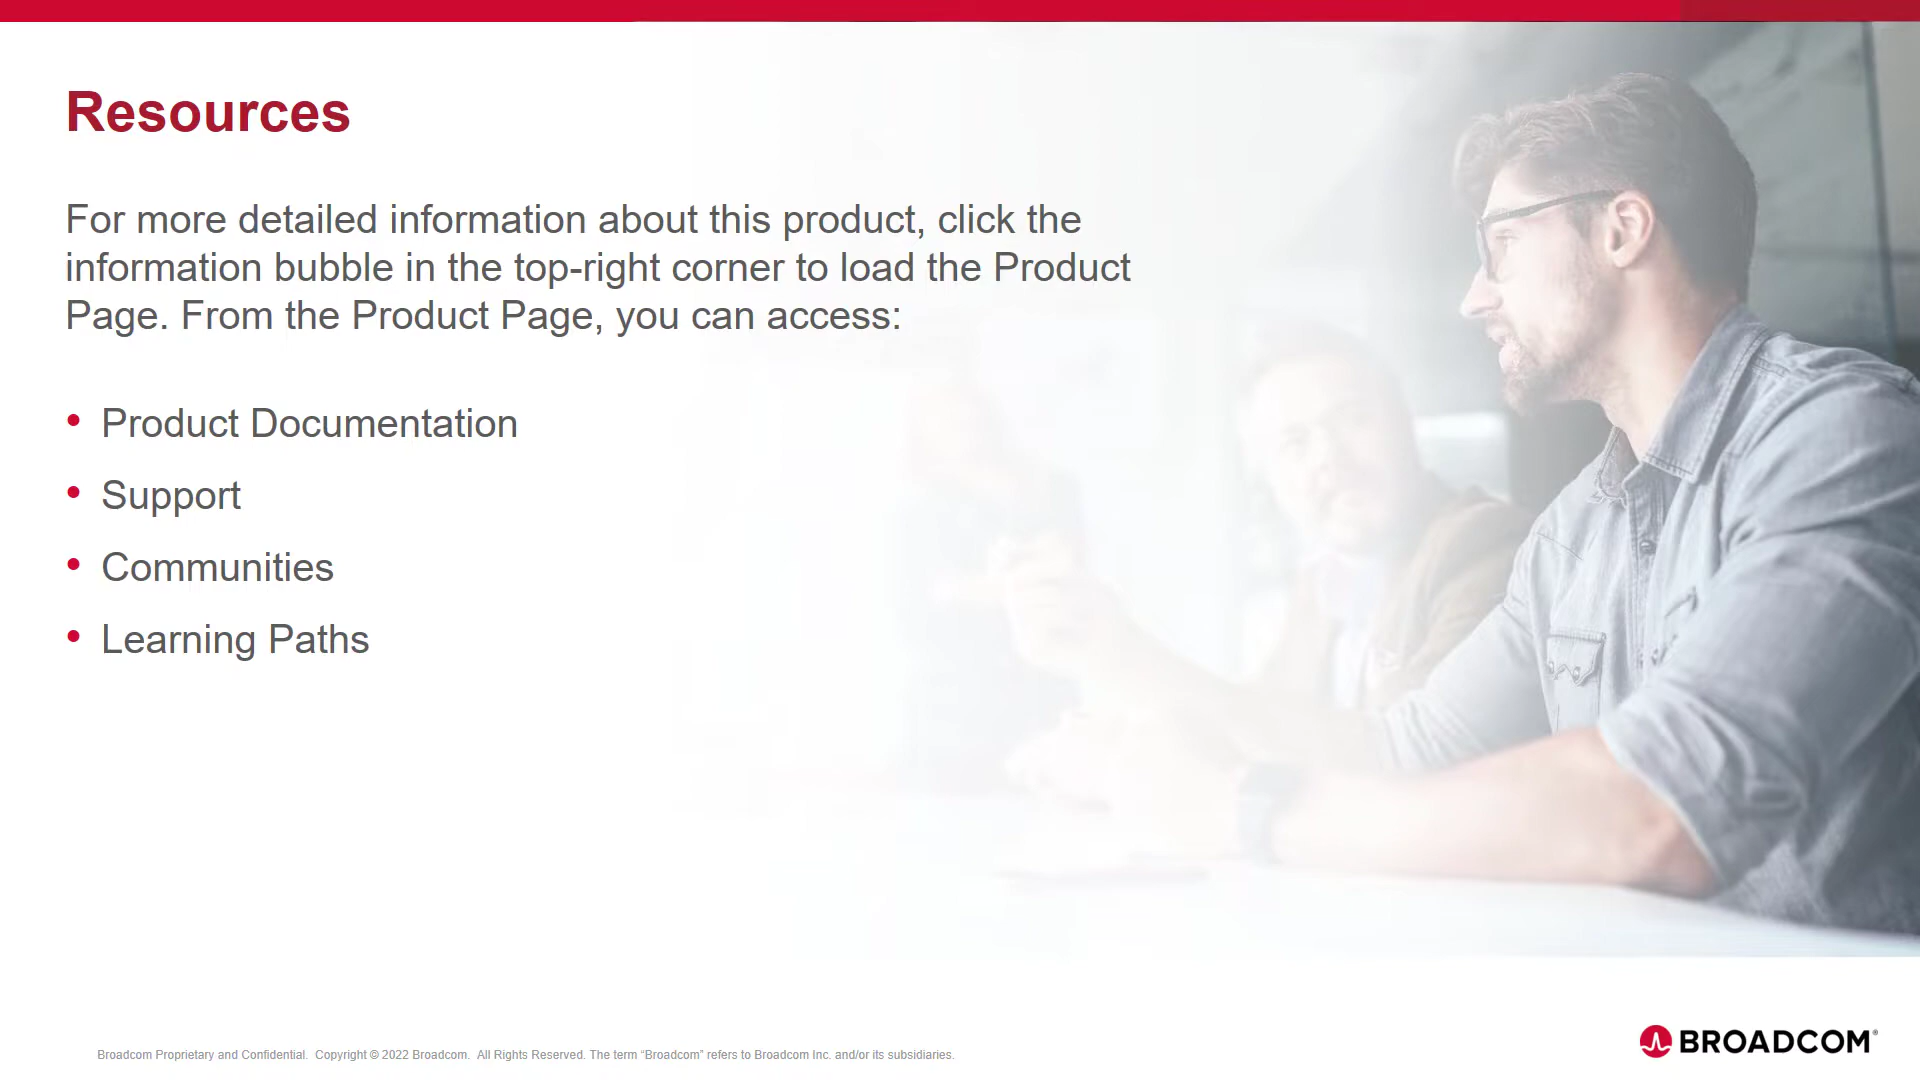 Resources
For more detailed information about this product, click the
information bubble in the top-right corner to load the Product
Page. From the Product Page, you can access:
• Product Documentation
• Support
• Communities
• Learning Paths
Broadcom Proprietary and Confidential.  Copyright © 2022 Broadcom.  All Rights Reserved. The term “Broadcom” refers to Broadcom Inc. and/or its subsidiaries.
BROADCOM®